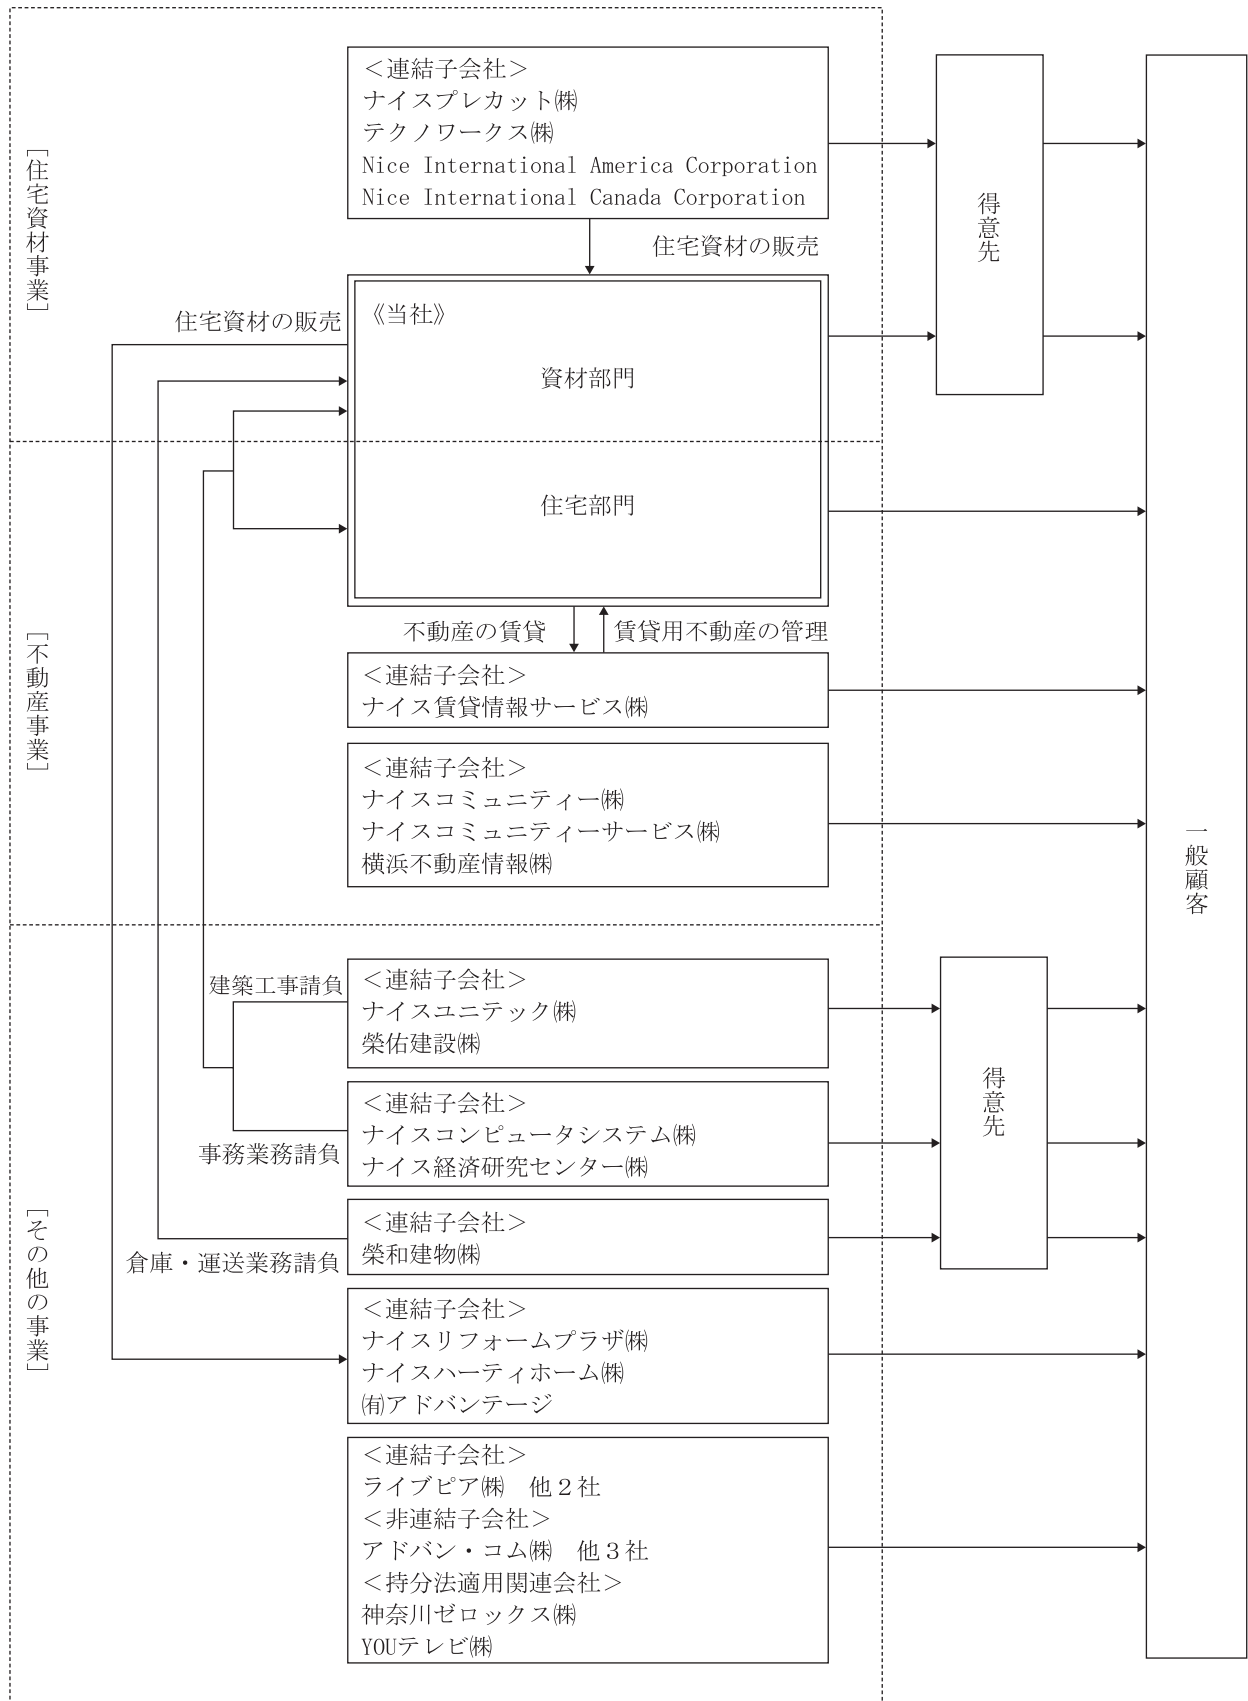 ［住宅資材事業］
＜連結子会社＞
ナイスプレカット㈱
テクノワークス㈱
Nice International America Corporation
Nice International Canada Corporation
得意先
住宅資材の販売
住宅資材の販売
《当社》
資材部門
住宅部門
［不動産事業］
不動産の賃貸
賃貸用不動産の管理
＜連結子会社＞
ナイス賃貸情報サービス㈱
＜連結子会社＞
ナイスコミュニティー㈱
ナイスコミュニティーサービス㈱
横浜不動産情報㈱
一般顧客
［その他の事業］
建築工事請負
＜連結子会社＞
ナイスユニテック㈱
榮佑建設㈱
得意先
事務業務請負
＜連結子会社＞
ナイスコンピュータシステム㈱
ナイス経済研究センター㈱
倉庫・運送業務請負
＜連結子会社＞
榮和建物㈱
＜連結子会社＞
ナイスリフォームプラザ㈱
ナイスハーティホーム㈱
㈲アドバンテージ
＜連結子会社＞
ライブピア㈱　他２社
＜非連結子会社＞
アドバン・コム㈱　他３社
＜持分法適用関連会社＞
神奈川ゼロックス㈱
YOUテレビ㈱